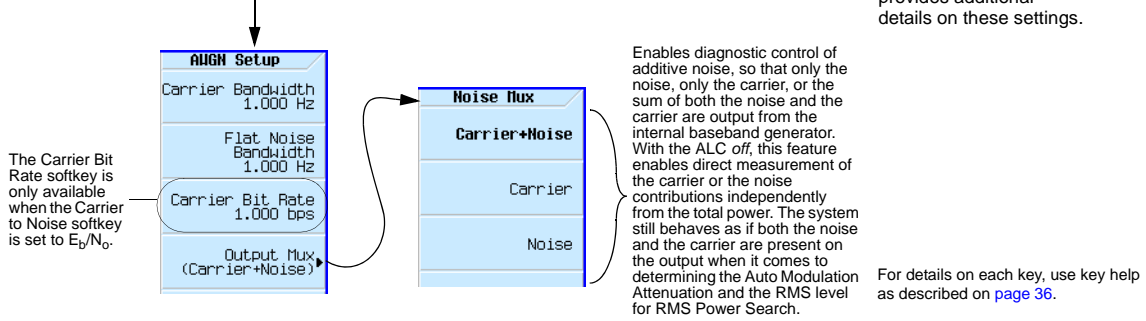 provides additional
details on these settings.
AWGN Setup
Carrier Bandwidth
1.000 Hz
Flat Noise
Bandwidth
1.000 Hz
Carrier Bit Rate
1.000 bps
Output Mux
(Carrier+Noise)
The Carrier Bit
Rate softkey is
only available
when the Carrier
to Noise softkey
is set to Eb/No.
Noise Mux
Carrier+Noise
Carrier
Noise
Enables diagnostic control of
additive noise, so that only the
noise, only the carrier, or the
sum of both the noise and the
carrier are output from the
internal baseband generator.
With the ALC off, this feature
enables direct measurement of
the carrier or the noise
contributions independently
from the total power. The system
still behaves as if both the noise
and the carrier are present on
the output when it comes to
determining the Auto Modulation
Attenuation and the RMS level
for RMS Power Search.
For details on each key, use key help
as described on page 36.